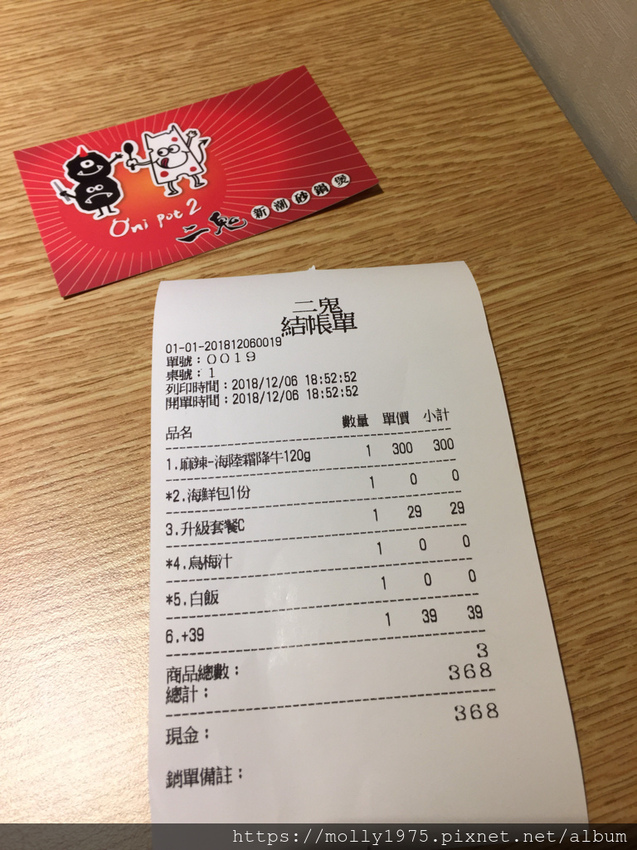 Oni pot 2
二鬼 新潮砂鍋煲
二鬼
結帳單
01-01-201812060019
單號：0019
桌號：1
列印時間：2018/12/06 18:52:52
開單時間：2018/12/06 18:52:52
品名 數量 單價 小計
1.麻辣-海陸霜降牛120g 1 300 300
*2.海鮮包1份 1 0 0
3.升級套餐C 1 29 29
*4.烏梅汁 1 0 0
*5.白飯 1 0 0
6.+39 1 39 39
商品總數： 3
總計： 368
現金： 368
銷單備註：
https://molly1975.pixnet.net/album